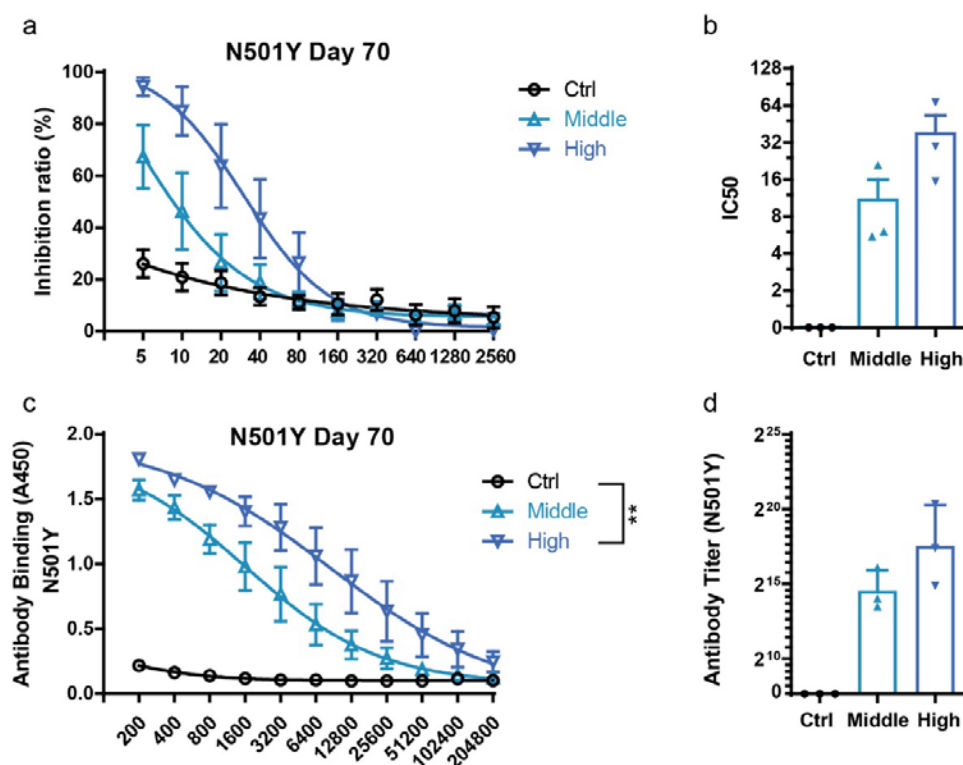 a
N501Y Day 70
Inhibition ratio (%)
100
80
60
40
20
0
5 10 20 40 80 160 320 640 1280 2560
Ctrl
Middle
High
b
IC50
128
64
32
16
8
4
2
0
Ctrl Middle High
c
N501Y Day 70
Antibody Binding (A450)
N501Y
2.0
1.5
1.0
0.5
0.0
200 400 800 1600 3200 6400 12800 25600 51200 102400 204800
Ctrl
Middle
High
**
d
Antibody Titer (N501Y)
2²⁵
2²⁰
2¹⁵
2¹⁰
0
Ctrl Middle High